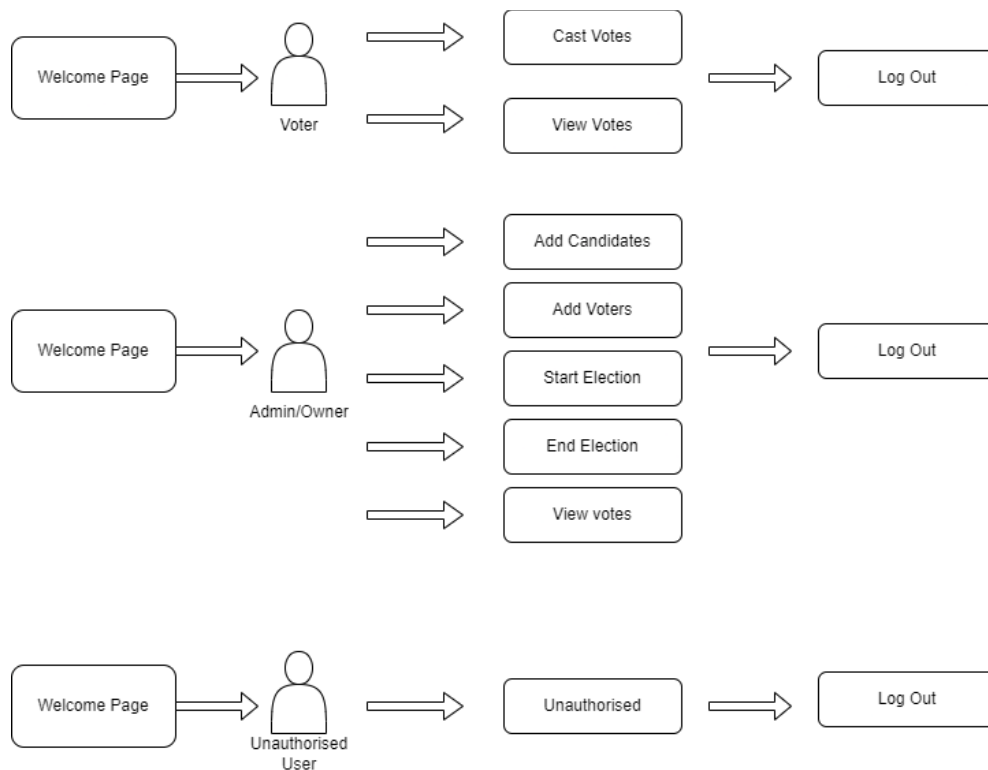 Cast Votes
Welcome Page
Log Out
Voter
View Votes
Add Candidates
Add Voters
Welcome Page
Log Out
Start Election
Admin/Owner
End Election
View votes
Welcome Page
Unauthorised
Log Out
Unauthorised
User